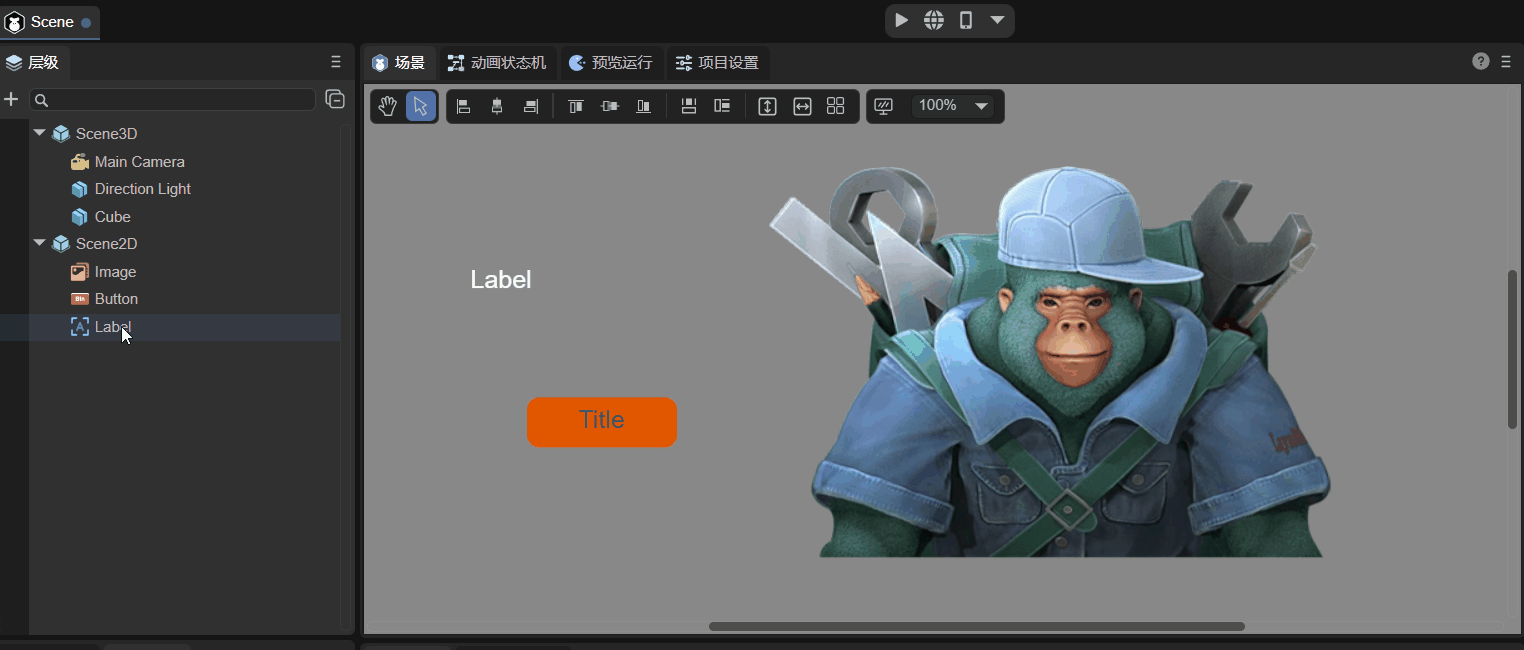 Scene
层级
场景
动画状态机
预览运行
项目设置
?
100%
Scene3D
Main Camera
Direction Light
Cube
Scene2D
Image
Btn
Button
A
Label
Label
Title